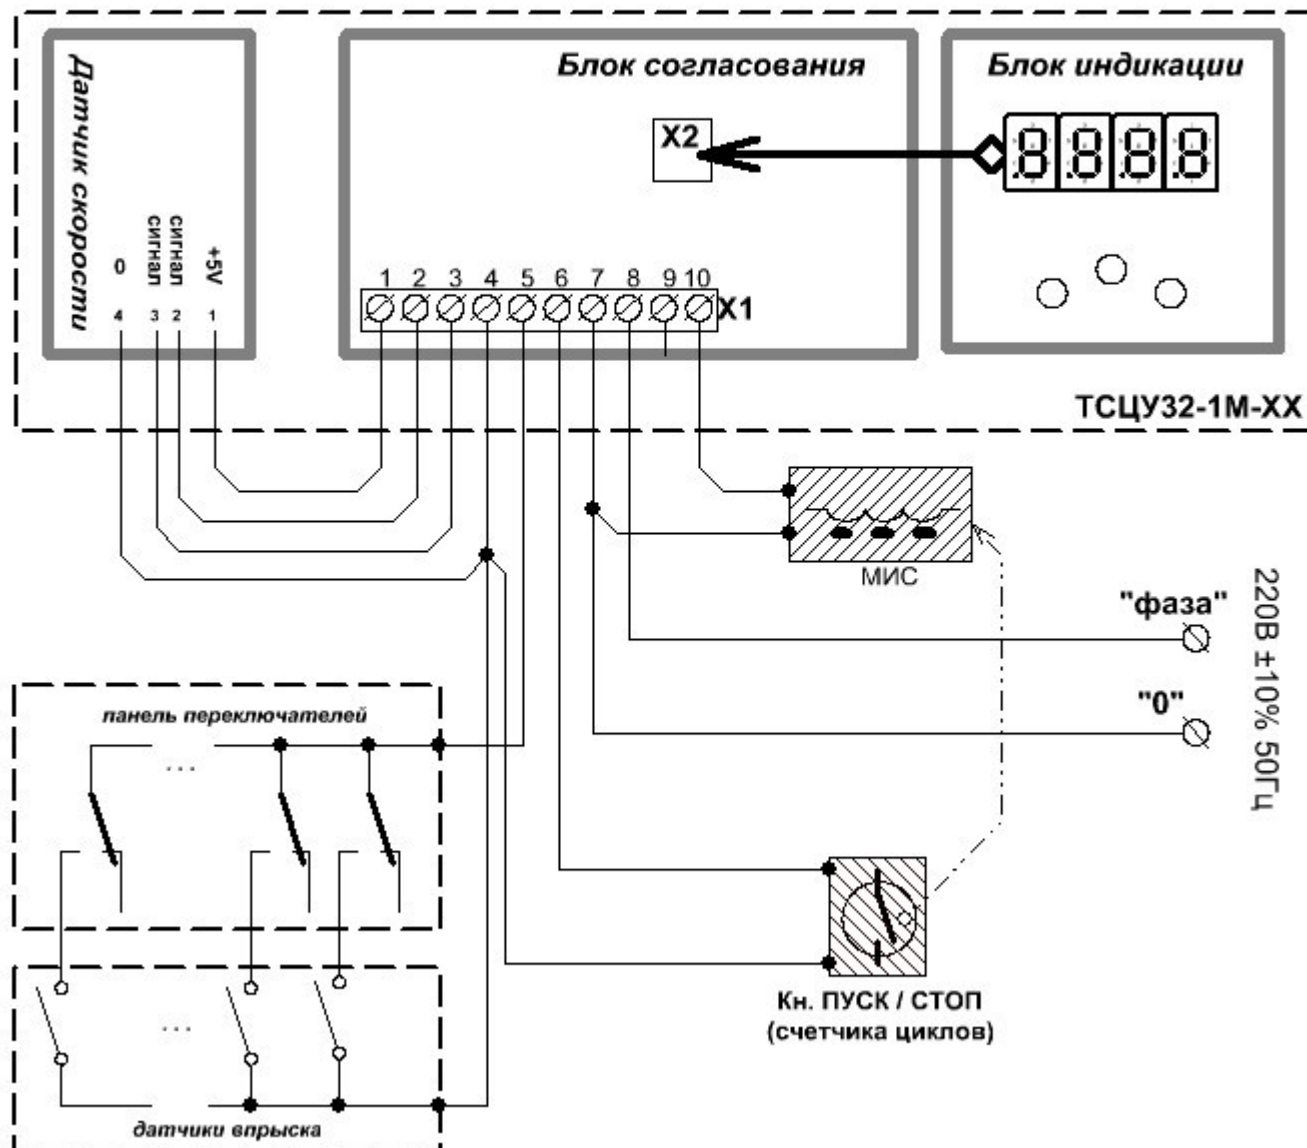 Датчик скорости
0
сигнал
сигнал
+5V
4
3
2
1
Блок согласования
X2
1 2 3 4 5 6 7 8 9 10
X1
Блок индикации
8.8.8.8
ТСЦУ32-1М-ХХ
МИС
"фаза"
"0"
220В ±10% 50Гц
панель переключателей
...
...
датчики впрыска
Кн. ПУСК / СТОП
(счетчика циклов)